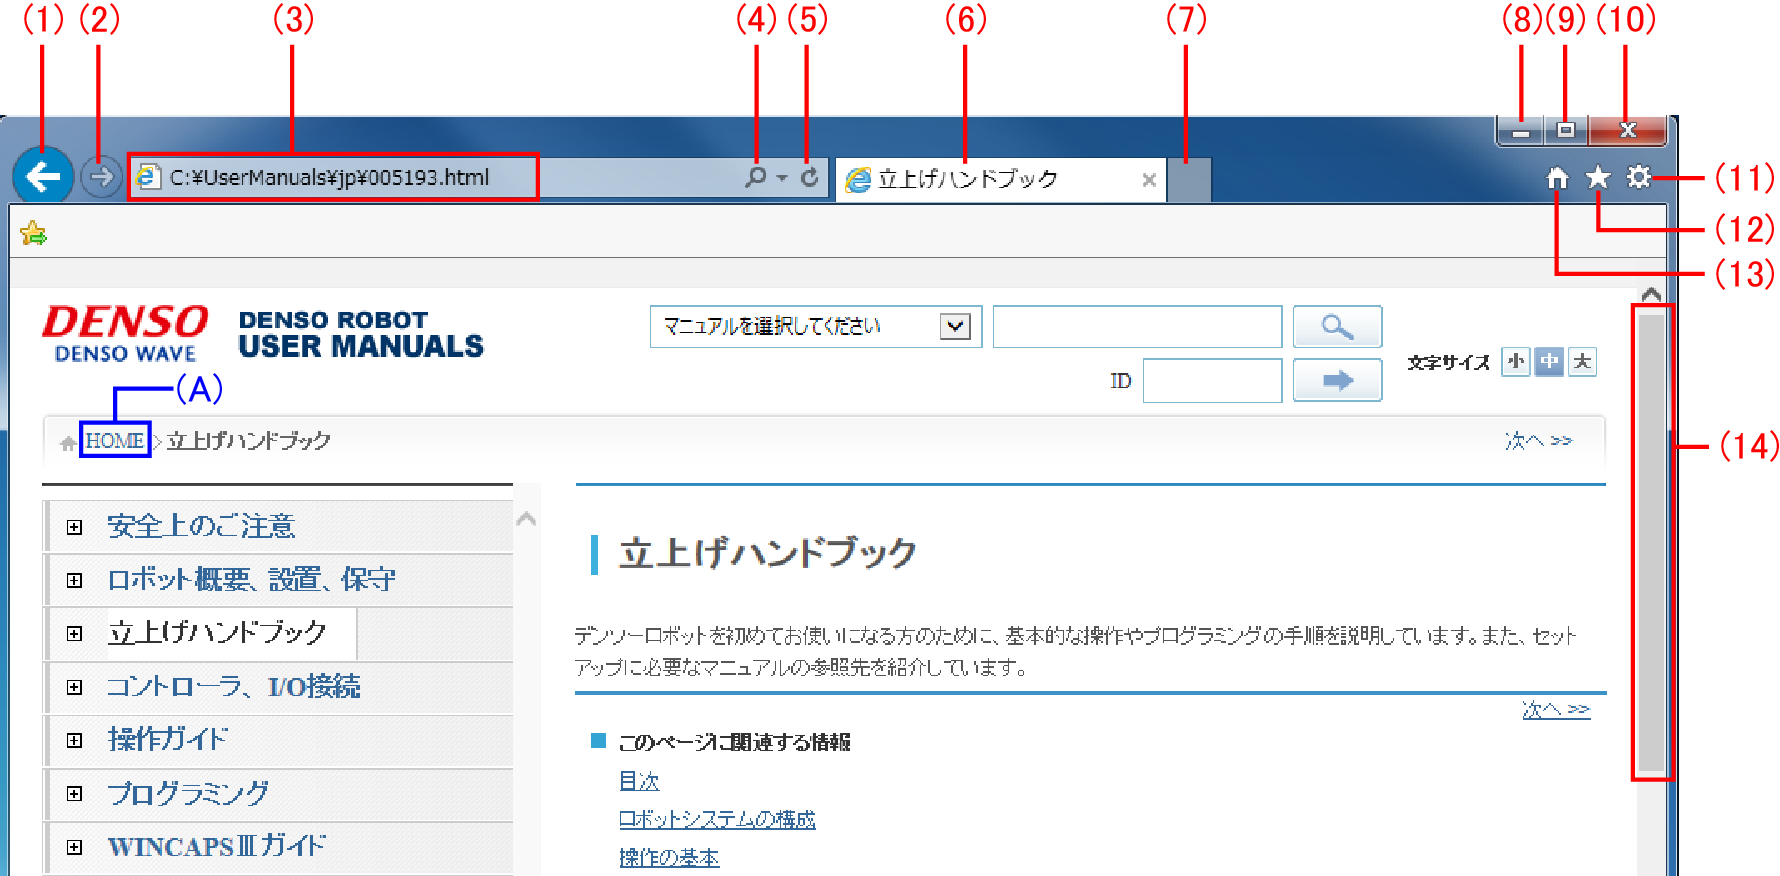 (1) (2) (3) (4) (5) (6) (7) (8) (9) (10)
C:¥UserManuals¥jp¥005193.html
立上げハンドブック
(11)
(12)
(13)
DENSO
DENSO WAVE
DENSO ROBOT
USER MANUALS
マニュアルを選択してください
ID
文字サイズ 小 中 大
(A)
HOME > 立上げハンドブック
次へ >>
(14)
安全上のご注意
ロボット概要、設置、保守
立上げハンドブック
コントローラ、I/O接続
操作ガイド
プログラミング
WINCAPSⅢガイド
立上げハンドブック
デンソーロボットを初めてお使いになる方のために、基本的な操作やプログラミングの手順を説明しています。また、セット
アップに必要なマニュアルの参照先を紹介しています。
次へ >>
このページに関連する情報
目次
ロボットシステムの構成
操作の基本